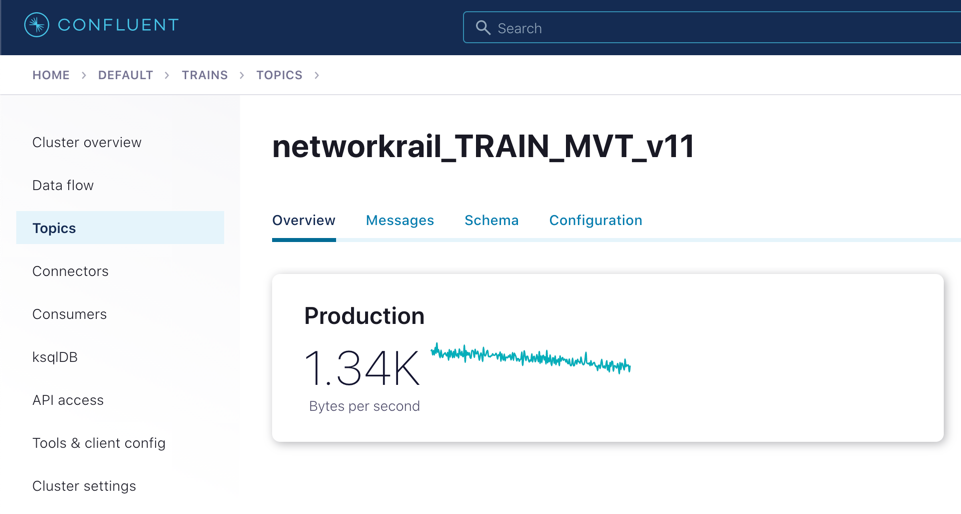 CONFLUENT
Search
HOME > DEFAULT > TRAINS > TOPICS >
Cluster overview
Data flow
Topics
Connectors
Consumers
ksqlDB
API access
Tools & client config
Cluster settings
networkrail_TRAIN_MVT_v11
Overview Messages Schema Configuration
Production
1.34K
Bytes per second